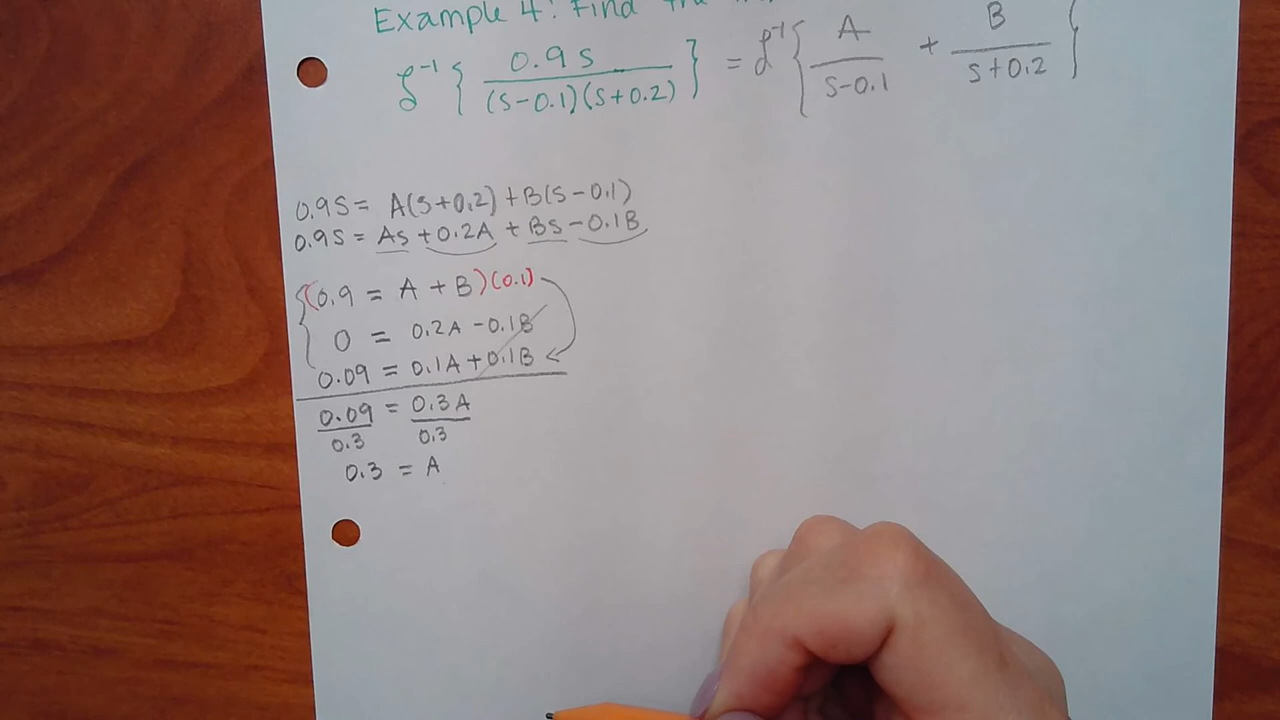 Example 4: Find the
ℒ⁻¹ { 0.9s / (s-0.1)(s+0.2) } = ℒ⁻¹ { A / s-0.1 + B / s+0.2 }
0.9s = A(s+0.2) + B(s-0.1)
0.9s = As + 0.2A + Bs - 0.1B
(0.9 = A + B)(0.1)
0 = 0.2A - 0.1B
0.09 = 0.1A + 0.1B
0.09 / 0.3 = 0.3A / 0.3
0.3 = A